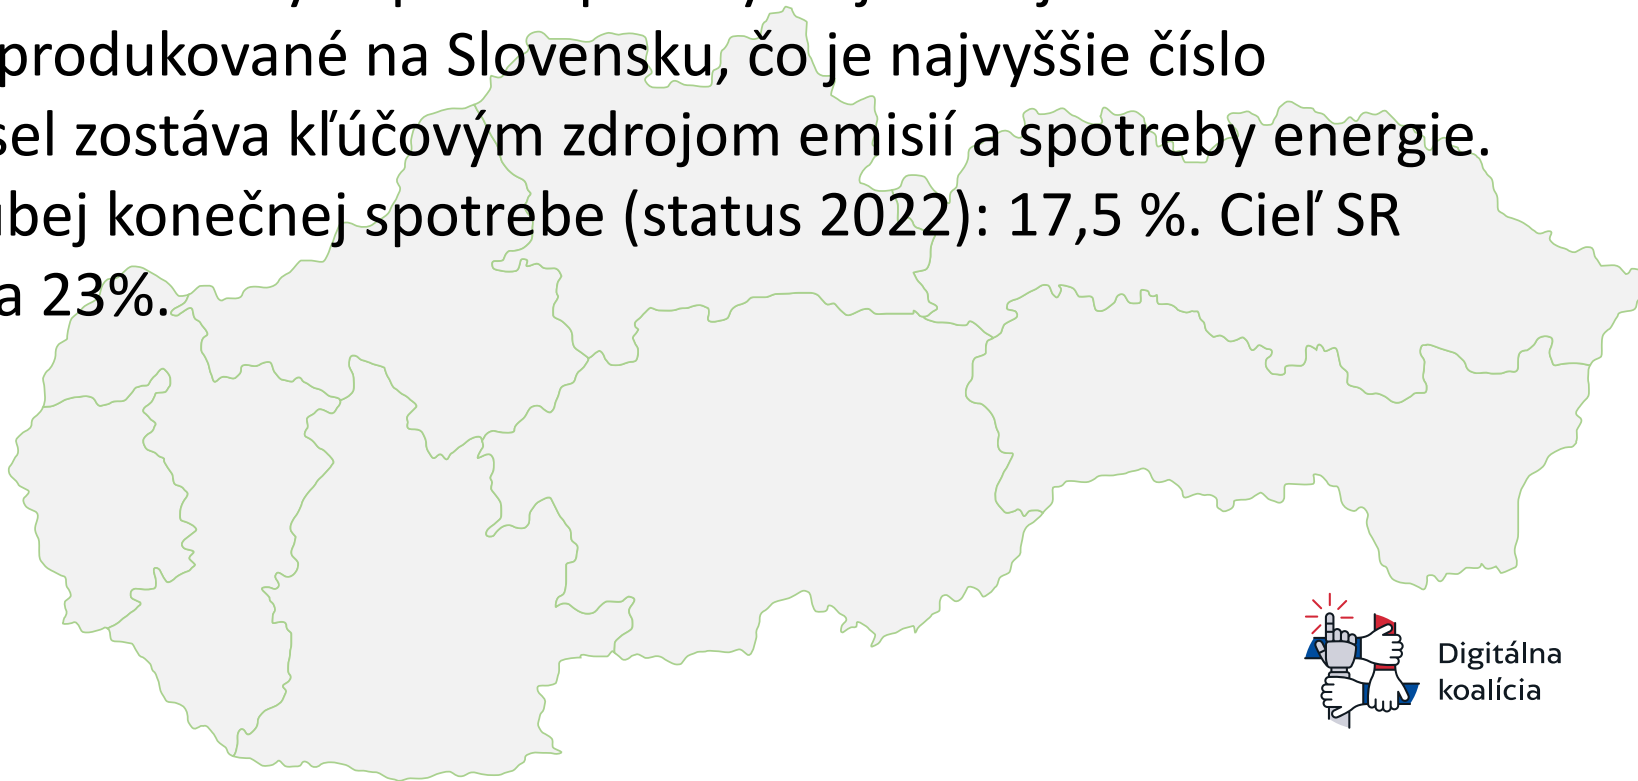 produkované na Slovensku, čo je najvyššie číslo
sel zostáva kľúčovým zdrojom emisií a spotreby energie.
bej konečnej spotrebe (status 2022): 17,5 %. Cieľ SR
a 23%.
Digitálna
koalícia